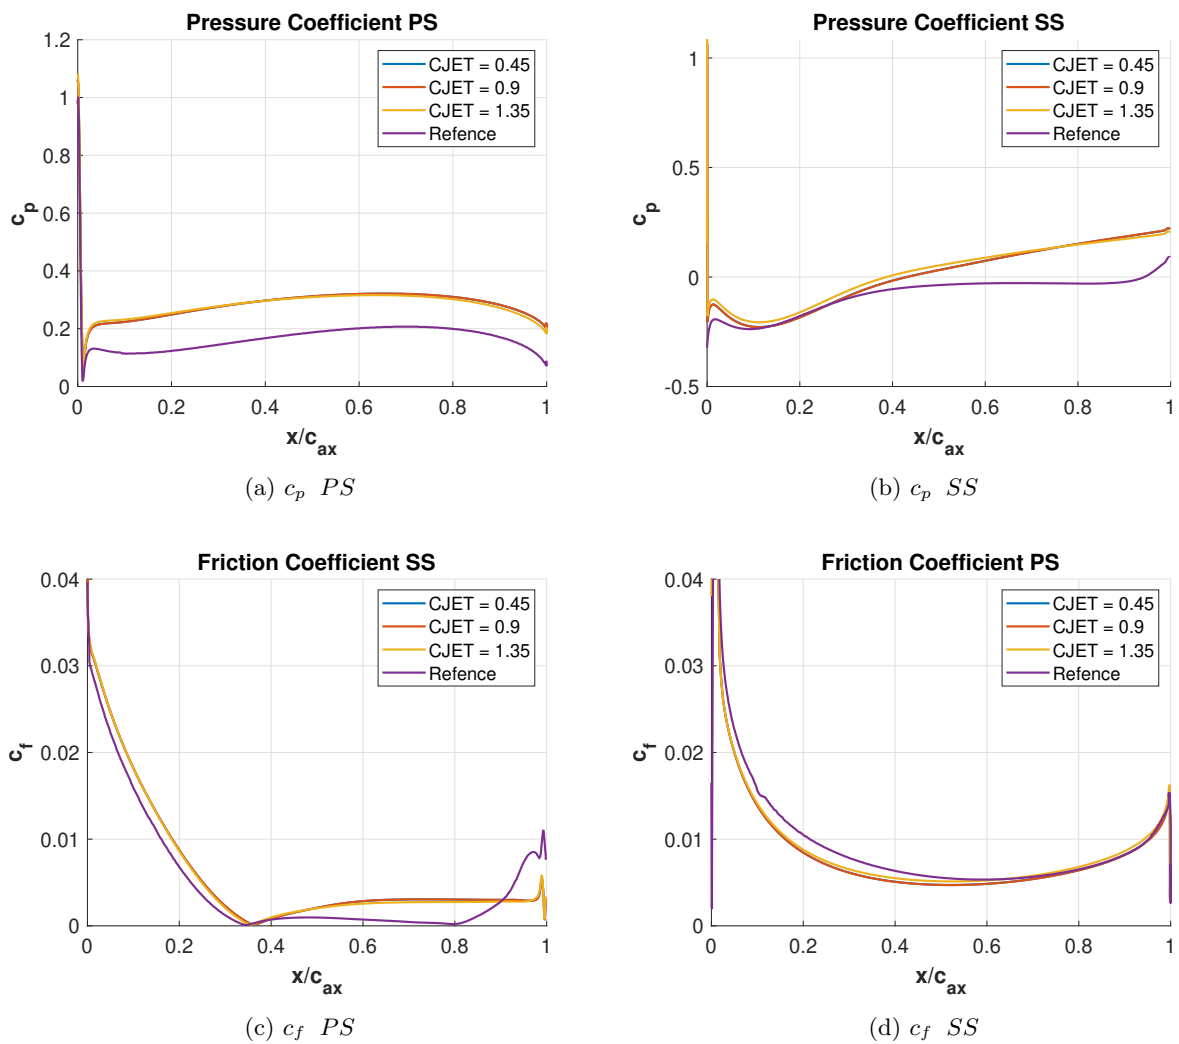 Pressure Coefficient PS
1.2
1
0.8
0.6
0.4
0.2
0
c_p
0 0.2 0.4 0.6 0.8 1
x/c_ax
CJET = 0.45
CJET = 0.9
CJET = 1.35
Refence
(a) c_p PS
Pressure Coefficient SS
1
0.5
0
-0.5
c_p
0 0.2 0.4 0.6 0.8 1
x/c_ax
CJET = 0.45
CJET = 0.9
CJET = 1.35
Refence
(b) c_p SS
Friction Coefficient SS
0.04
0.03
0.02
0.01
0
c_f
0 0.2 0.4 0.6 0.8 1
x/c_ax
CJET = 0.45
CJET = 0.9
CJET = 1.35
Refence
(c) c_f PS
Friction Coefficient PS
0.04
0.03
0.02
0.01
0
c_f
0 0.2 0.4 0.6 0.8 1
x/c_ax
CJET = 0.45
CJET = 0.9
CJET = 1.35
Refence
(d) c_f SS